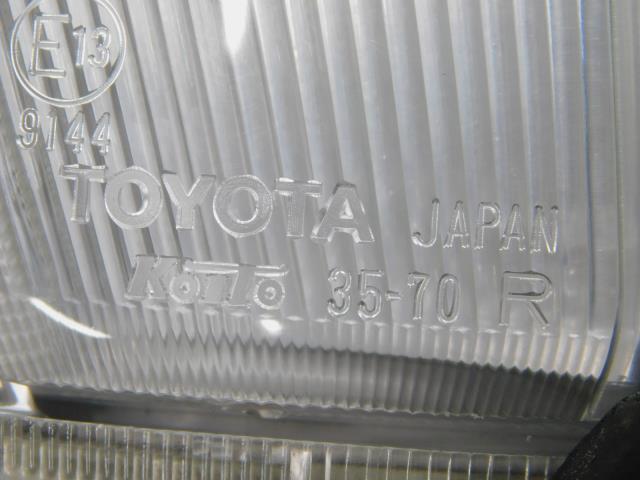 E13
9144
TOYOTA JAPAN
KoiTo 35-70 R